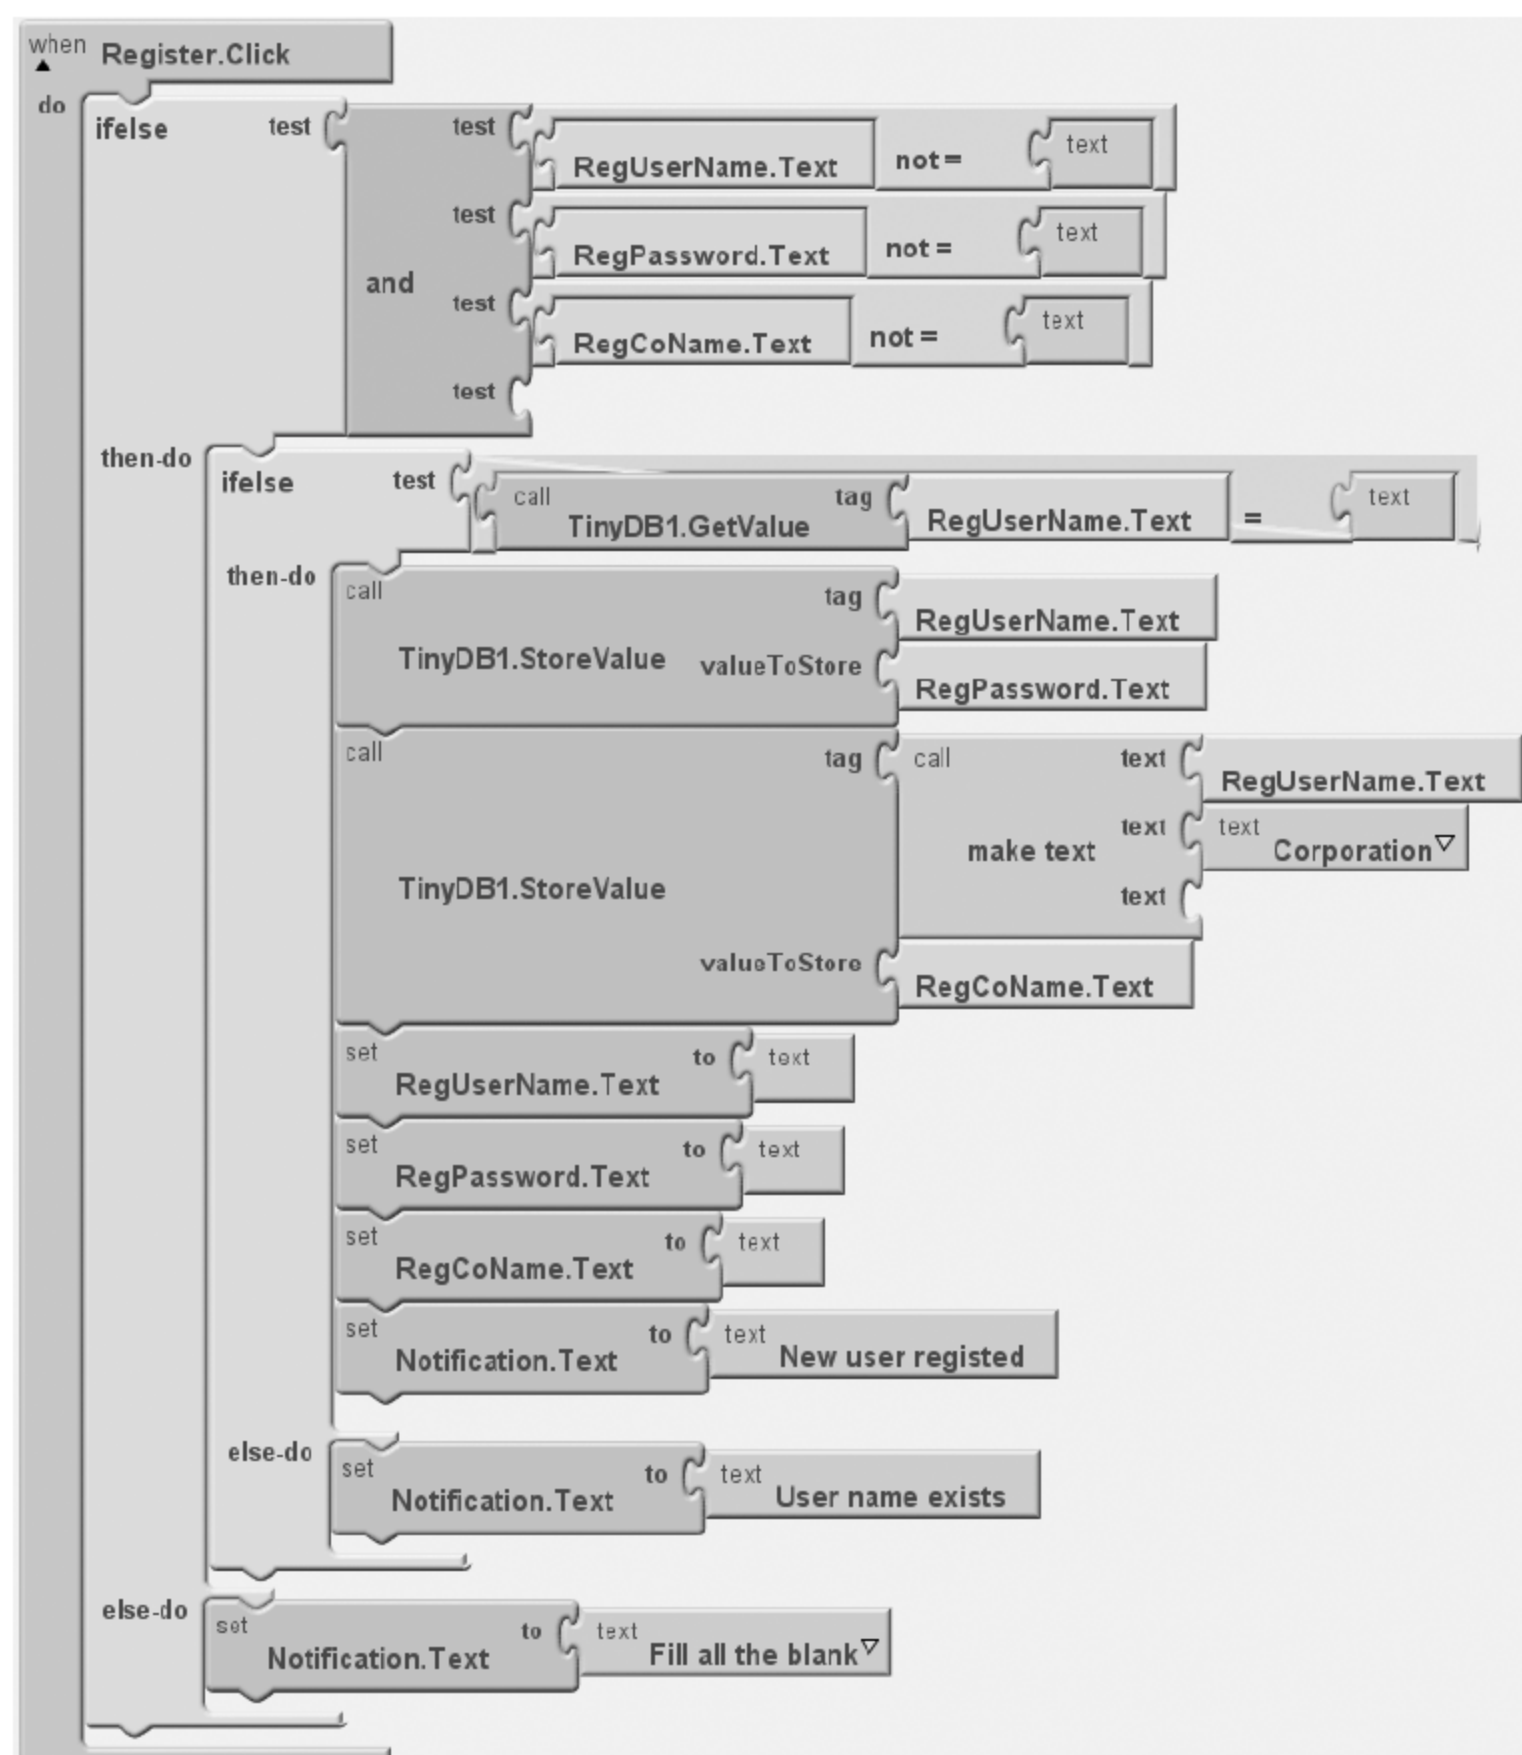 when Register.Click
do
ifelse test test RegUserName.Text not = text
test RegPassword.Text not = text
and
test RegCoName.Text not = text
test
then-do ifelse test call TinyDB1.GetValue tag RegUserName.Text = text
then-do call TinyDB1.StoreValue tag RegUserName.Text
valueToStore RegPassword.Text
call TinyDB1.StoreValue tag call make text text RegUserName.Text
text text Corporation
text
valueToStore RegCoName.Text
set RegUserName.Text to text
set RegPassword.Text to text
set RegCoName.Text to text
set Notification.Text to text New user registed
else-do set Notification.Text to text User name exists
else-do set Notification.Text to text Fill all the blank